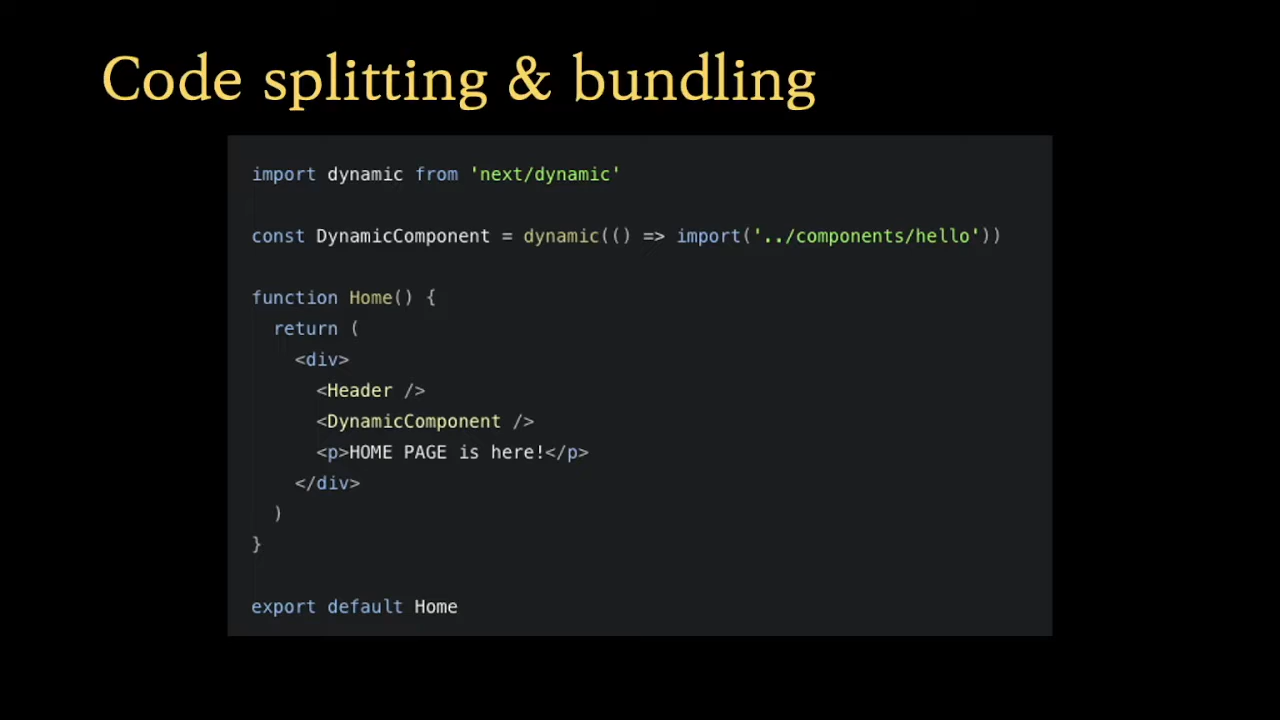 Code splitting & bundling
import dynamic from 'next/dynamic'
const DynamicComponent = dynamic(() => import('../components/hello'))
function Home() {
return (
<div>
<Header />
<DynamicComponent />
<p>HOME PAGE is here!</p>
</div>
)
}
export default Home